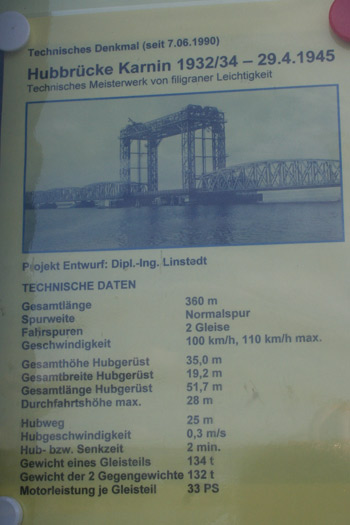 Technisches Denkmal (seit 7.06.1990)
Hubbrücke Karnin 1932/34 – 29.4.1945
Technisches Meisterwerk von filigraner Leichtigkeit
Projekt Entwurf: Dipl.-Ing. Linstedt
TECHNISCHE DATEN
Gesamtlänge 360 m
Spurweite Normalspur
Fahrspuren 2 Gleise
Geschwindigkeit 100 km/h, 110 km/h max.
Gesamthöhe Hubgerüst 35,0 m
Gesamtbreite Hubgerüst 19,2 m
Gesamtlänge Hubgerüst 51,7 m
Durchfahrtshöhe max. 28 m
Hubweg 25 m
Hubgeschwindigkeit 0,3 m/s
Hub- bzw. Senkzeit 2 min.
Gewicht eines Gleisteils 134 t
Gewicht der 2 Gegengewichte 132 t
Motorleistung je Gleisteil 33 PS